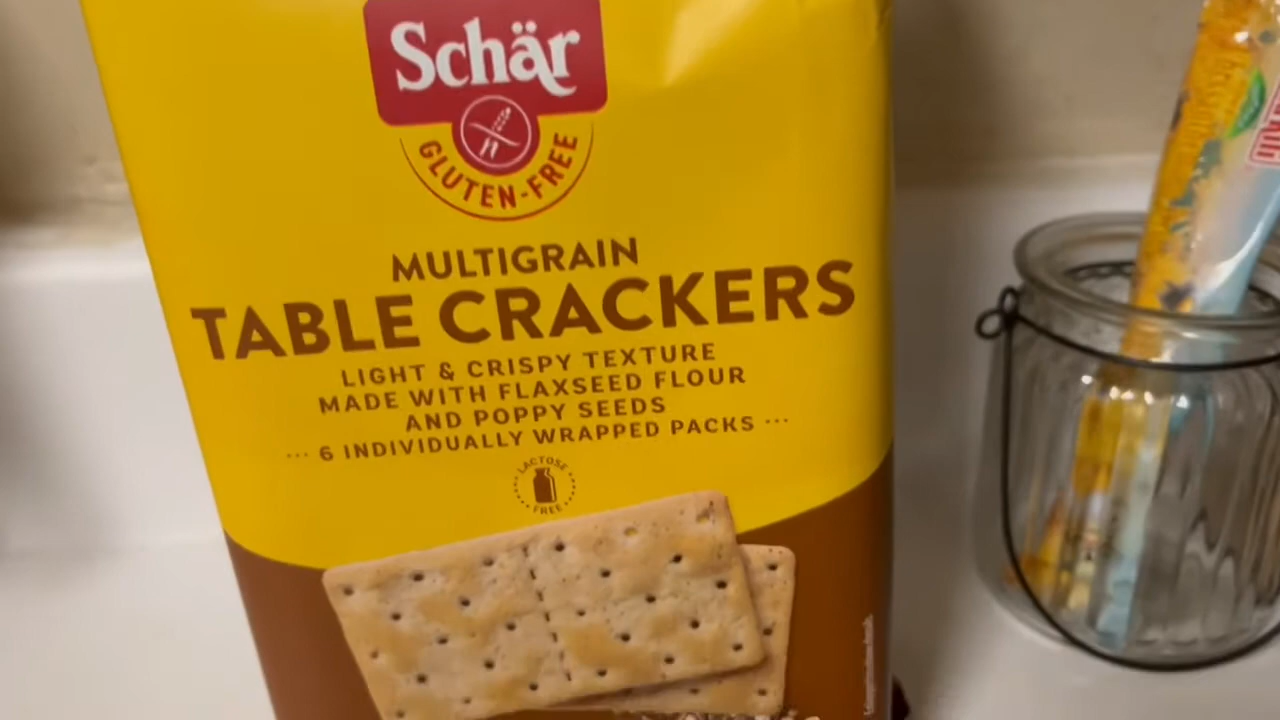 Schär
GLUTEN-FREE
MULTIGRAIN
TABLE CRACKERS
LIGHT & CRISPY TEXTURE
MADE WITH FLAXSEED FLOUR
AND POPPY SEEDS
··· 6 INDIVIDUALLY WRAPPED PACKS ···
LACTOSE
FREE